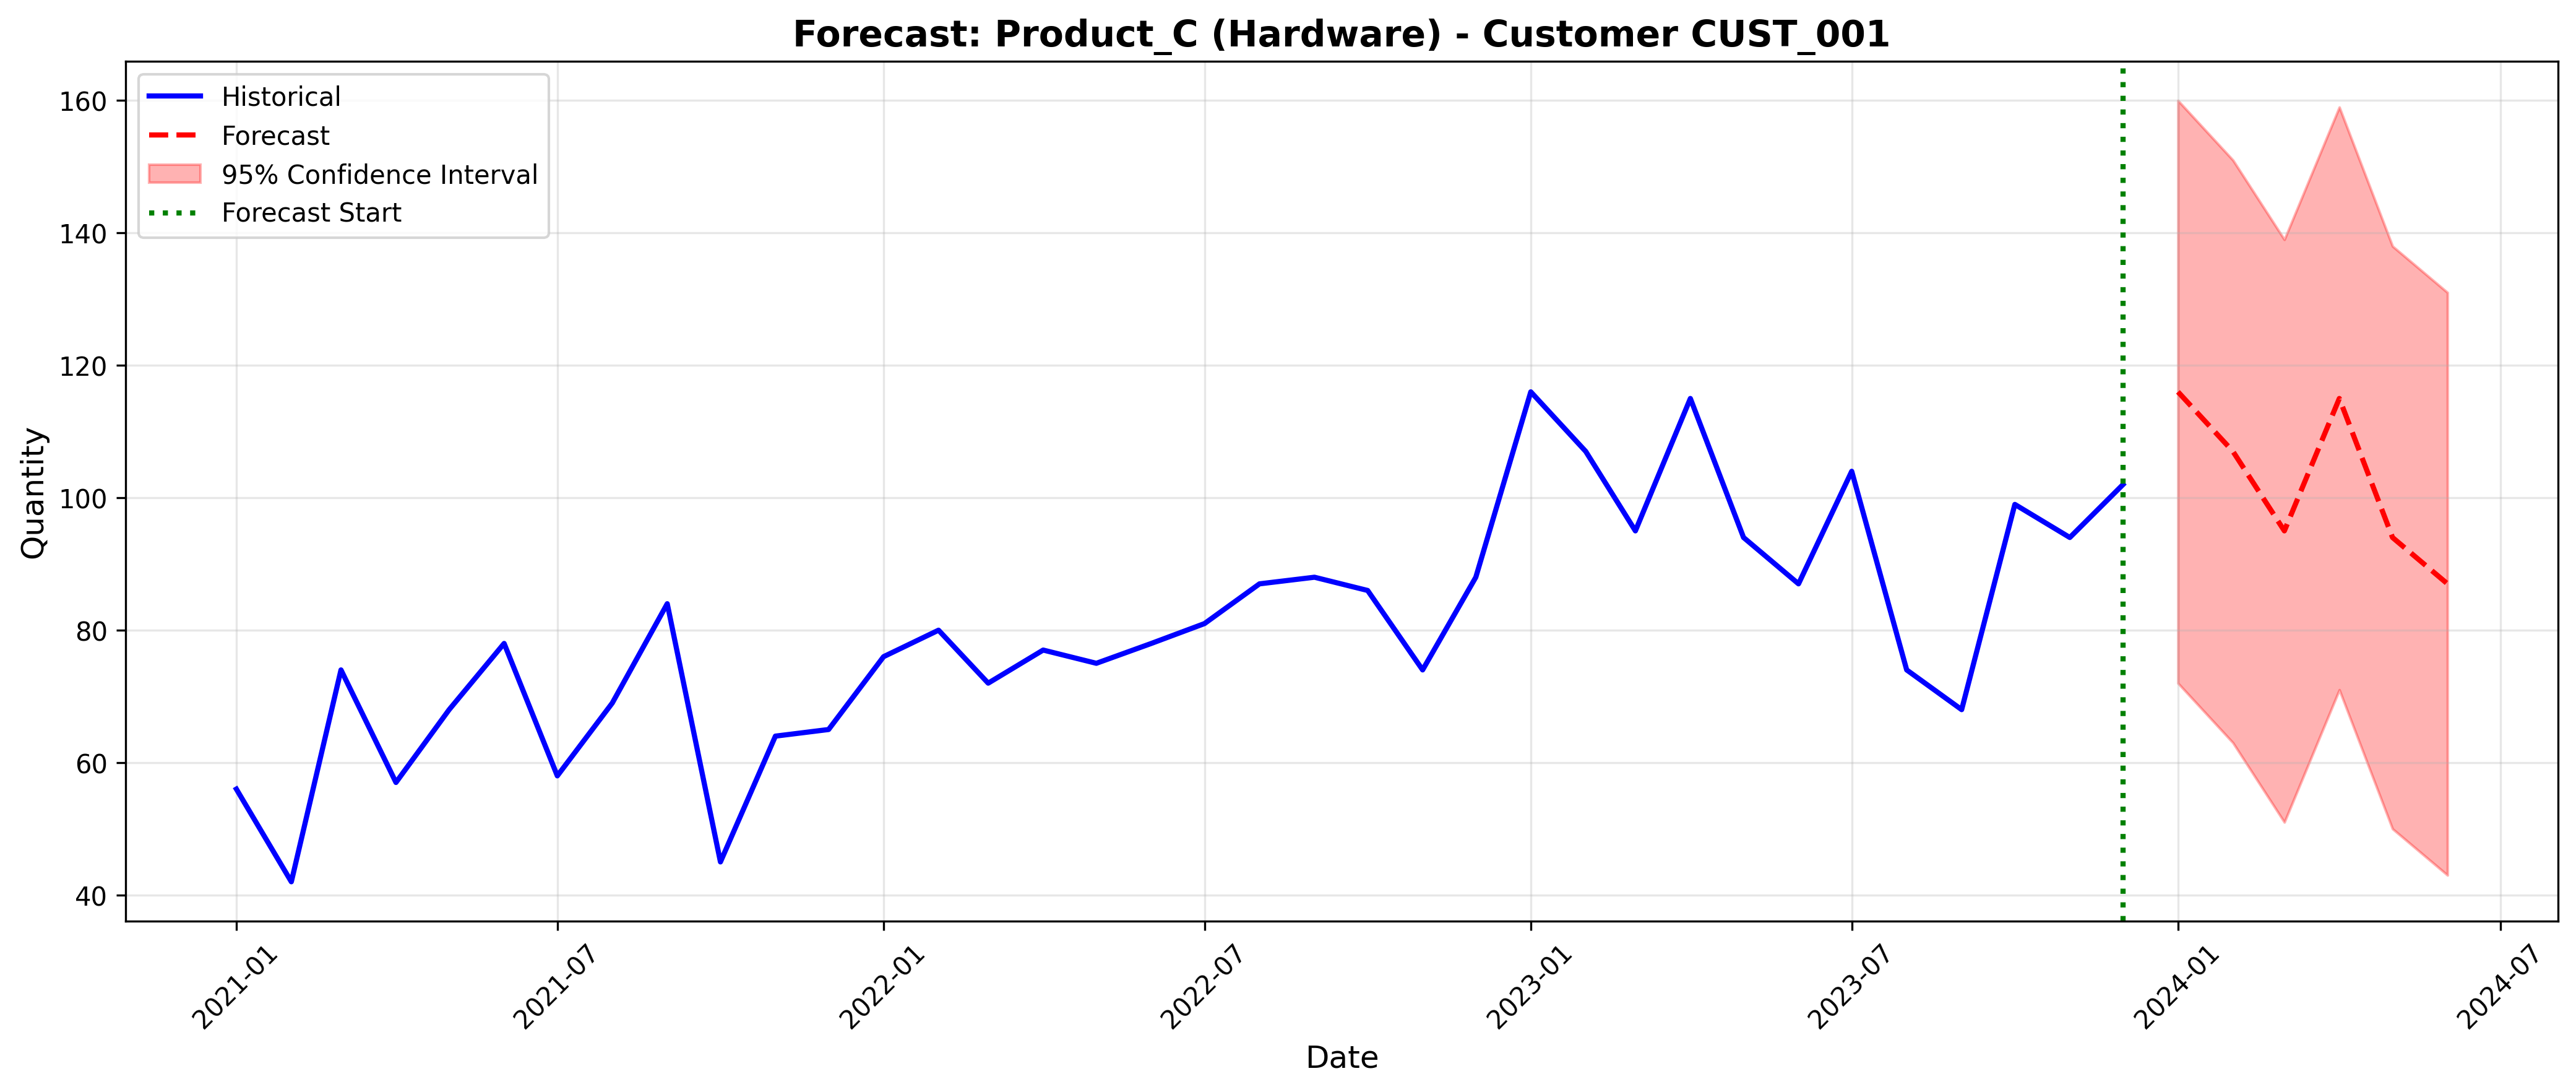 Forecast: Product_C (Hardware) - Customer CUST_001
Historical
Forecast
95% Confidence Interval
Forecast Start
160
140
120
100
80
60
40
Quantity
2021-01
2021-07
2022-01
2022-07
2023-01
2023-07
2024-01
2024-07
Date